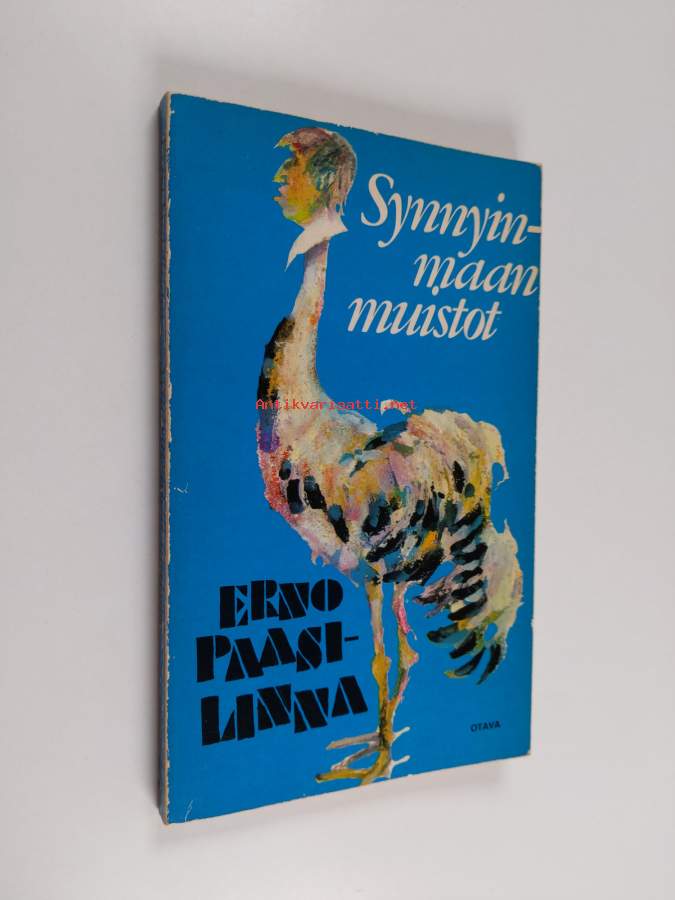 Synnyin-
maan
muistot
Antikvariaatti.net
ERNO
PAASI-
LINNA
OTAVA